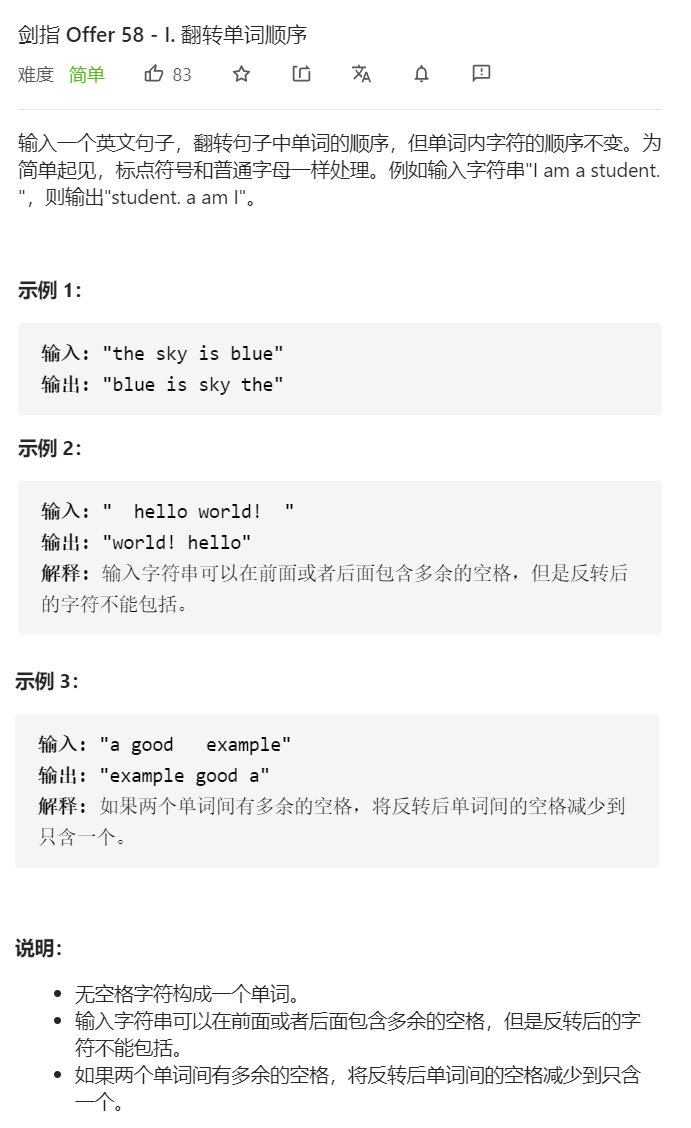 剑指 Offer 58 - I. 翻转单词顺序
难度 简单 83
输入一个英文句子，翻转句子中单词的顺序，但单词内字符的顺序不变。为
简单起见，标点符号和普通字母一样处理。例如输入字符串"I am a student.
"，则输出"student. a am I"。
示例 1：
输入："the sky is blue"
输出："blue is sky the"
示例 2：
输入："  hello world!  "
输出："world! hello"
解释：输入字符串可以在前面或者后面包含多余的空格，但是反转后
的字符不能包括。
示例 3：
输入："a good   example"
输出："example good a"
解释：如果两个单词间有多余的空格，将反转后单词间的空格减少到
只含一个。
说明：
• 无空格字符构成一个单词。
• 输入字符串可以在前面或者后面包含多余的空格，但是反转后的字
符不能包括。
• 如果两个单词间有多余的空格，将反转后单词间的空格减少到只含
一个。